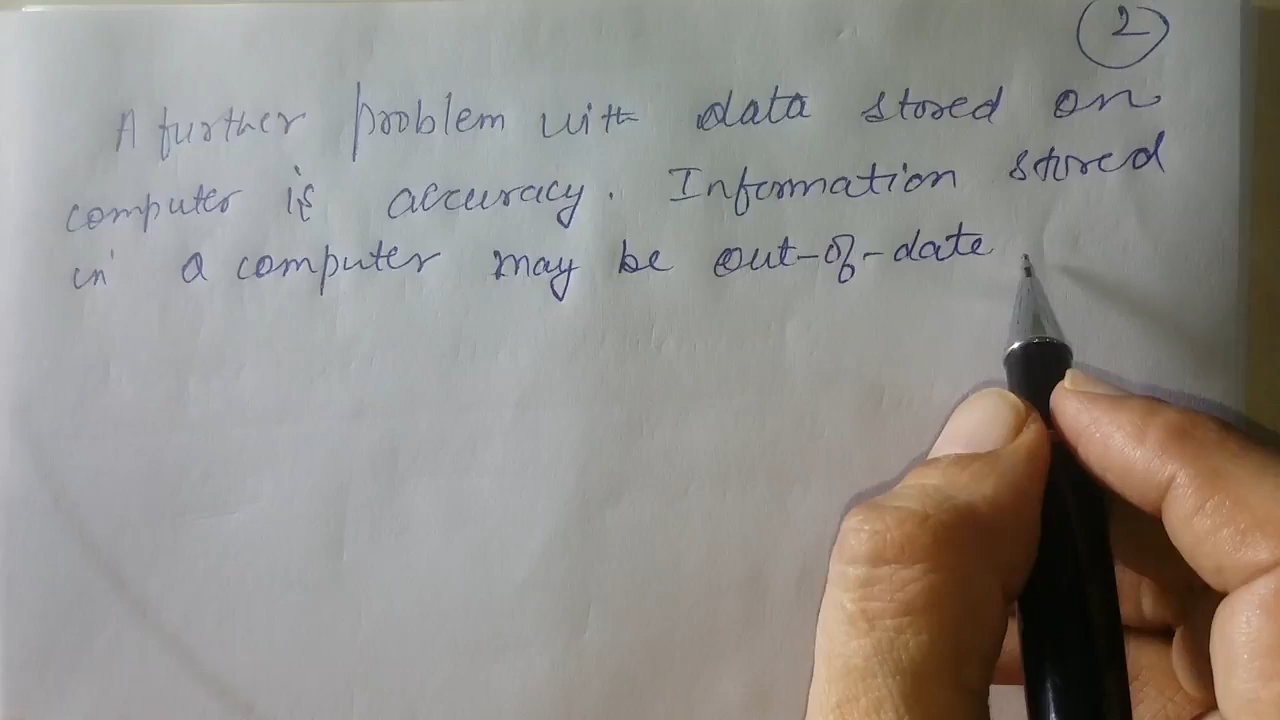 2
A further problem with data stored on
computer is accuracy. Information stored
in a computer may be out-of-date